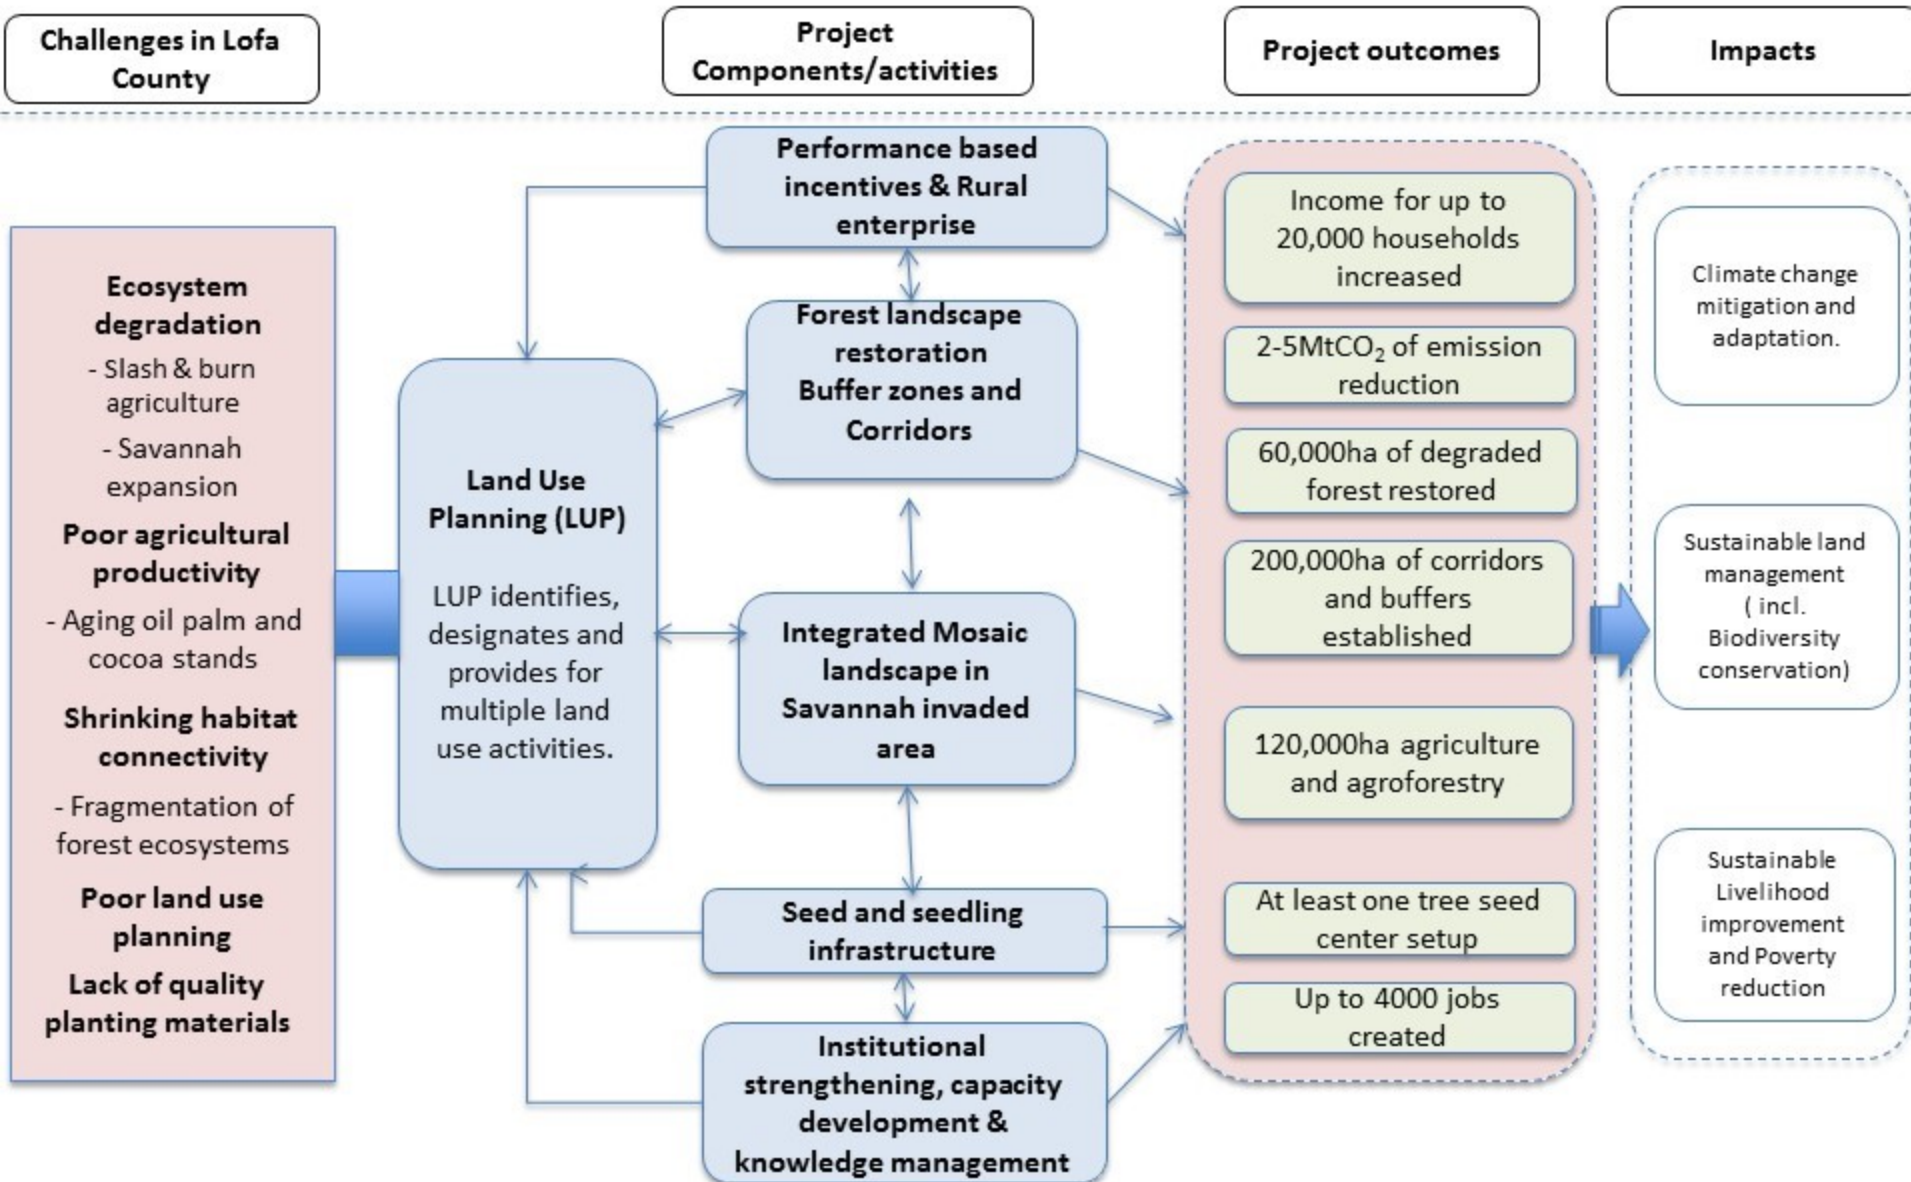 Challenges in Lofa
County
Project
Components/activities
Project outcomes
Impacts
Ecosystem
degradation
- Slash & burn
agriculture
- Savannah
expansion
Poor agricultural
productivity
- Aging oil palm and
cocoa stands
Shrinking habitat
connectivity
- Fragmentation of
forest ecosystems
Poor land use
planning
Lack of quality
planting materials
Land Use
Planning (LUP)
LUP identifies,
designates and
provides for
multiple land
use activities.
Performance based
incentives & Rural
enterprise
Forest landscape
restoration
Buffer zones and
Corridors
Integrated Mosaic
landscape in
Savannah invaded
area
Seed and seedling
infrastructure
Institutional
strengthening, capacity
development &
knowledge management
Income for up to
20,000 households
increased
2-5MtCO₂ of emission
reduction
60,000ha of degraded
forest restored
200,000ha of corridors
and buffers
established
120,000ha agriculture
and agroforestry
At least one tree seed
center setup
Up to 4000 jobs
created
Climate change
mitigation and
adaptation.
Sustainable land
management
( incl.
Biodiversity
conservation)
Sustainable
Livelihood
improvement
and Poverty
reduction